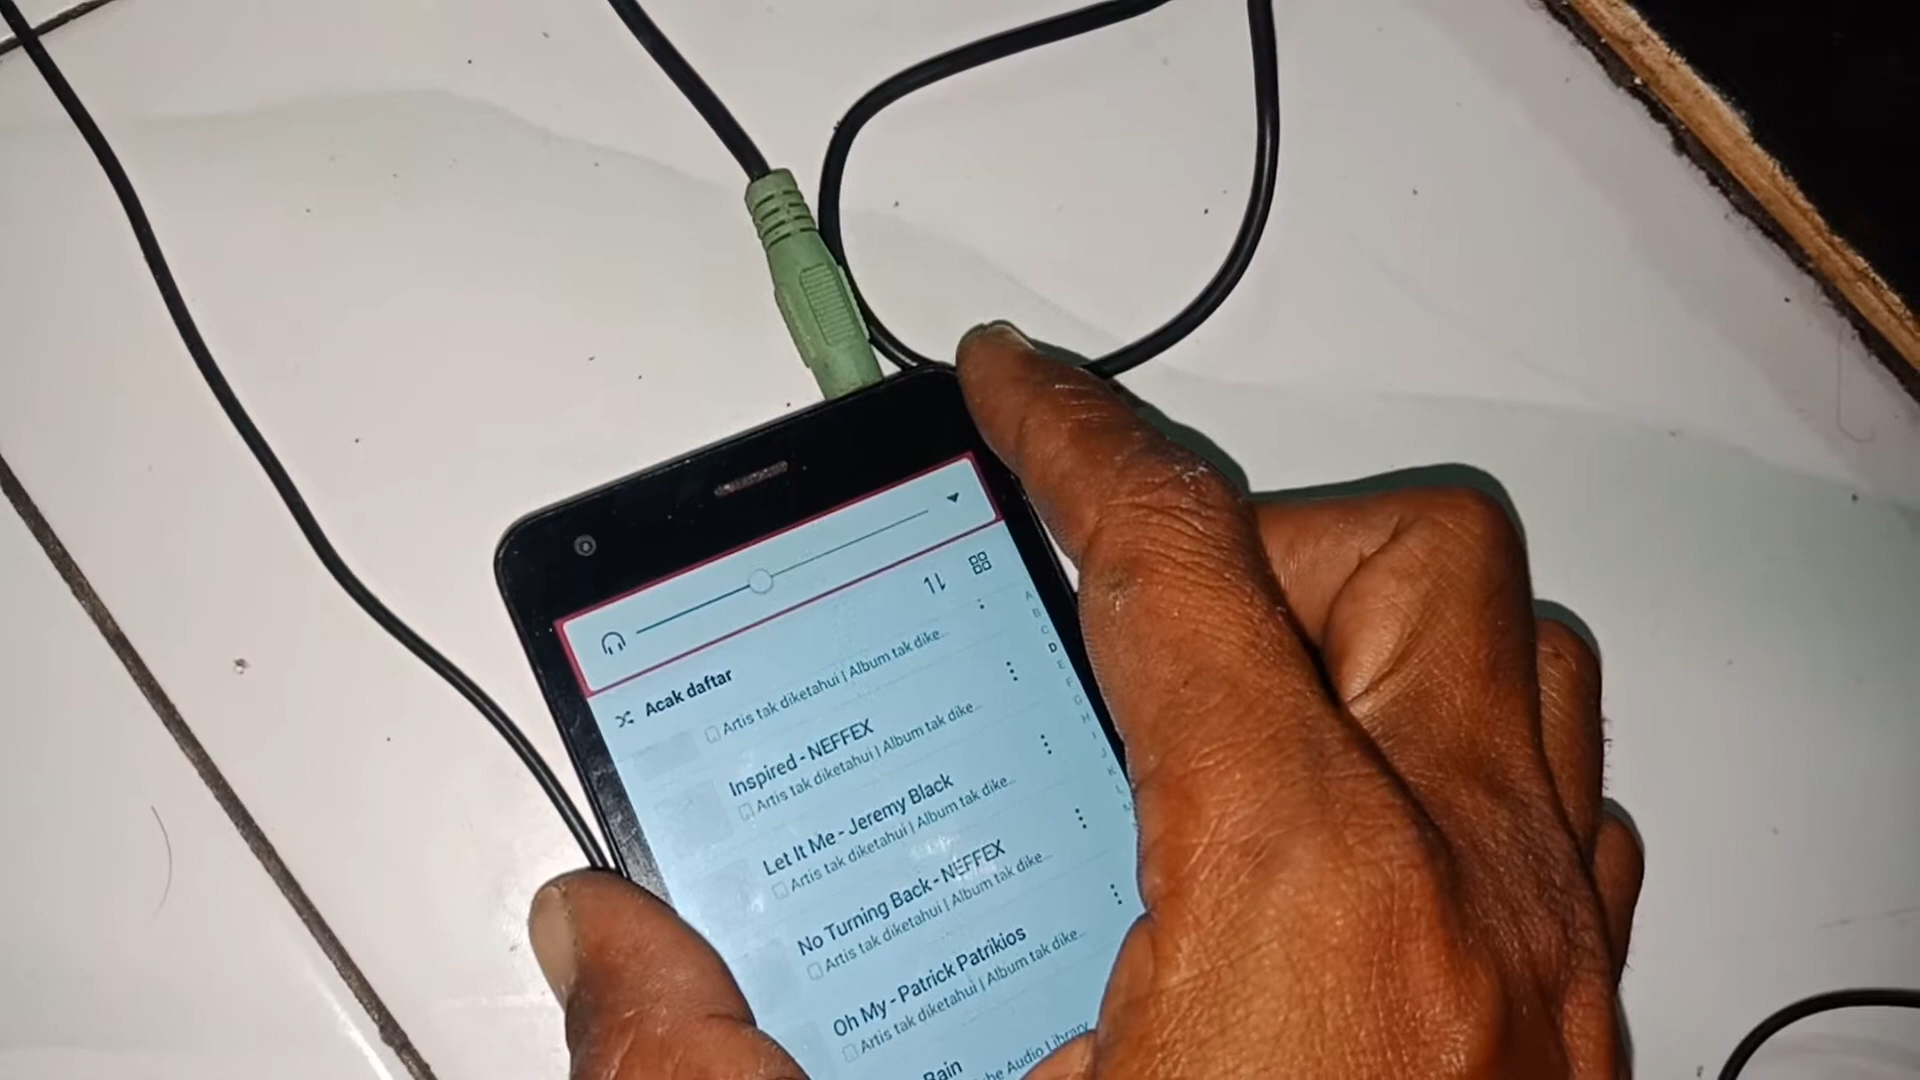 Acak daftar
Artis tak diketahui | Album tak dike...
Inspired - NEFFEX
Artis tak diketahui | Album tak dike...
Let It Me - Jeremy Black
Artis tak diketahui | Album tak dike...
No Turning Back - NEFFEX
Artis tak diketahui | Album tak dike...
Oh My - Patrick Patrikios
Artis tak diketahui | Album tak dike...
Rain
Audio Library
A
B
C
D
E
F
G
H
I
J
K
L
M